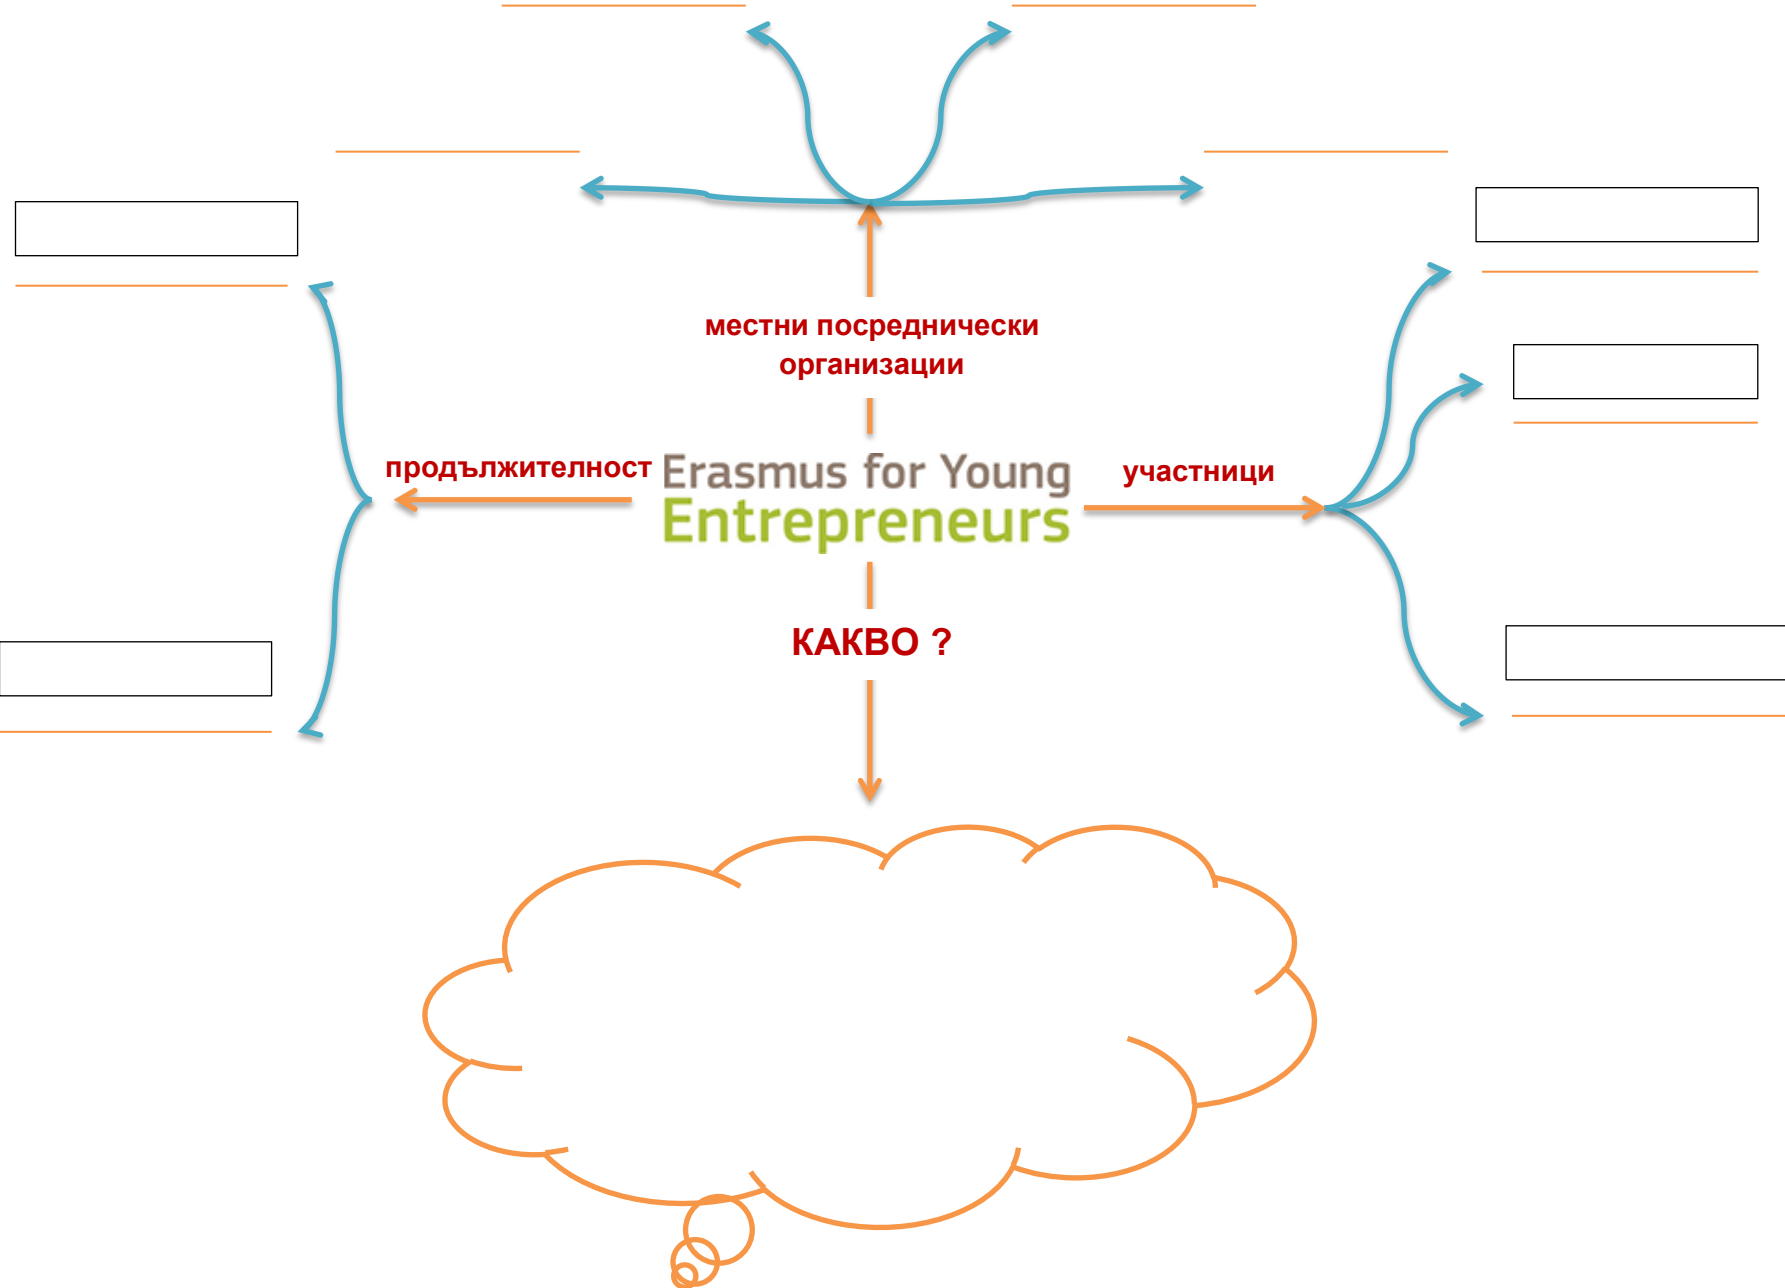 местни посреднически
организации
продължителност
Erasmus for Young
Entrepreneurs
участници
КАКВО ?